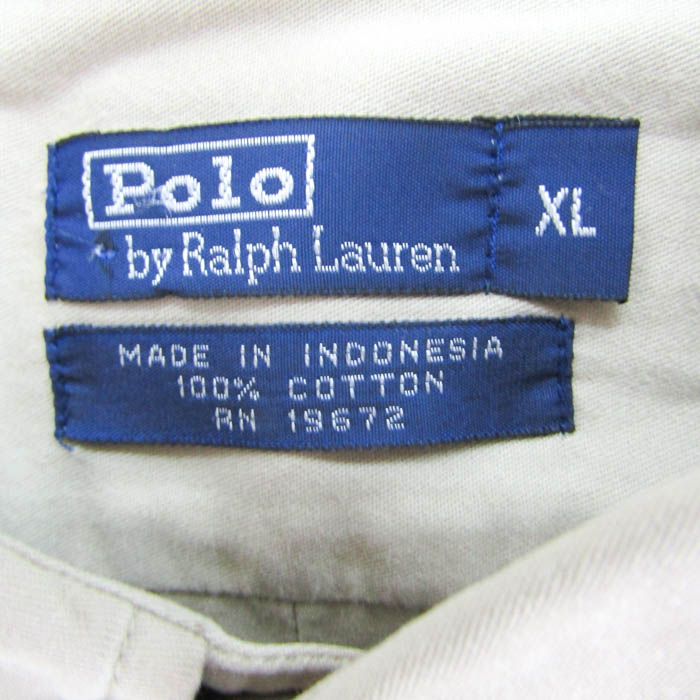 Polo
by Ralph Lauren
XL
MADE IN INDONESIA
100% COTTON
RN 19672